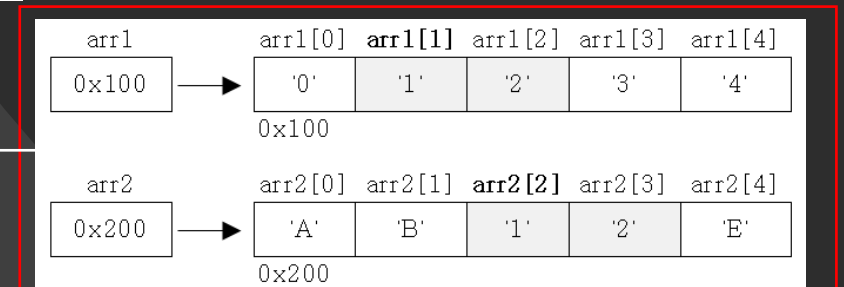 arr1 arr1[0] arr1[1] arr1[2] arr1[3] arr1[4]
0x100 '0' '1' '2' '3' '4'
0x100
arr2 arr2[0] arr2[1] arr2[2] arr2[3] arr2[4]
0x200 'A' 'B' '1' '2' 'E'
0x200